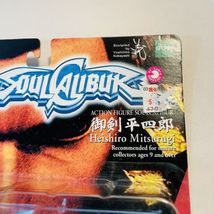 SOULCALIBUR
ACTION FIGURE SOULCALIBUR
御剣平四郎
Heishiro Mitsurugi
Recommended for mature
collectors ages 9 and over